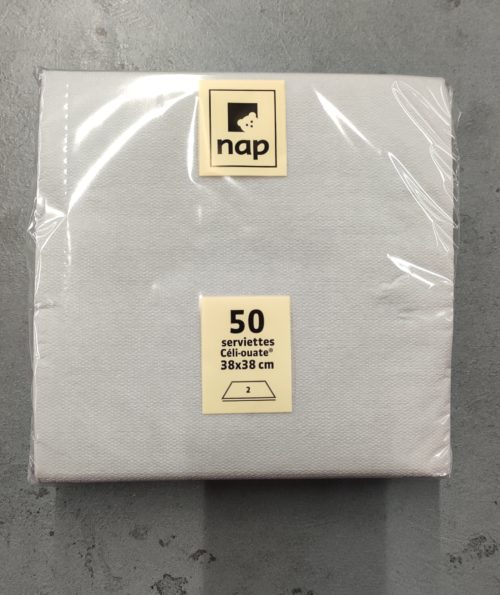 nap
50
serviettes
Céli-ouate®
38x38 cm
2